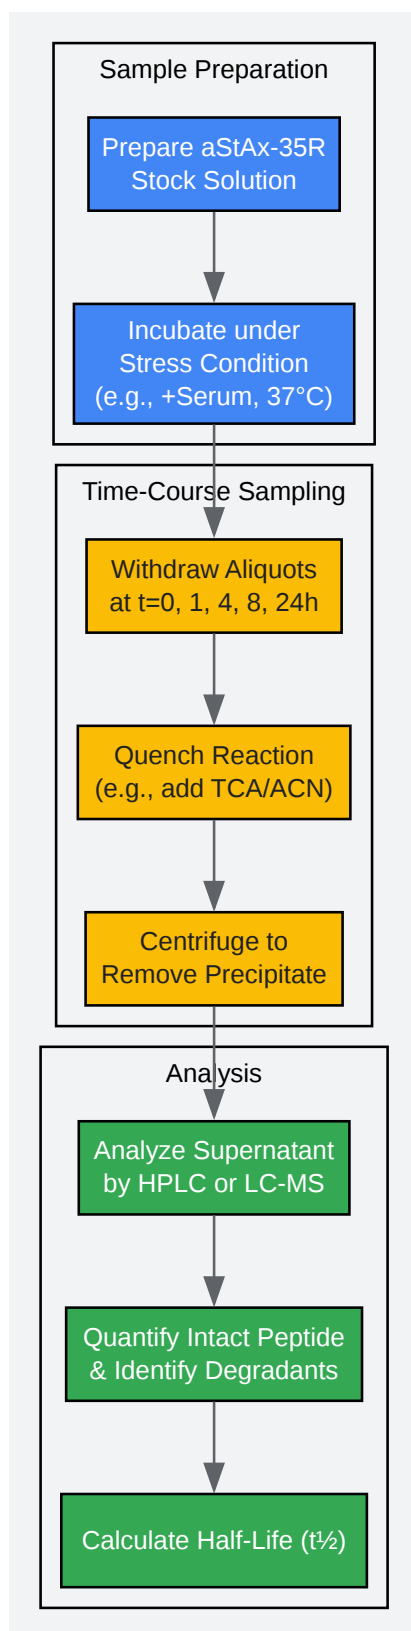 Sample Preparation
Prepare aStAx-35R
Stock Solution
Incubate under
Stress Condition
(e.g., +Serum, 37°C)
Time-Course Sampling
Withdraw Aliquots
at t=0, 1, 4, 8, 24h
Quench Reaction
(e.g., add TCA/ACN)
Centrifuge to
Remove Precipitate
Analysis
Analyze Supernatant
by HPLC or LC-MS
Quantify Intact Peptide
& Identify Degradants
Calculate Half-Life (t½)